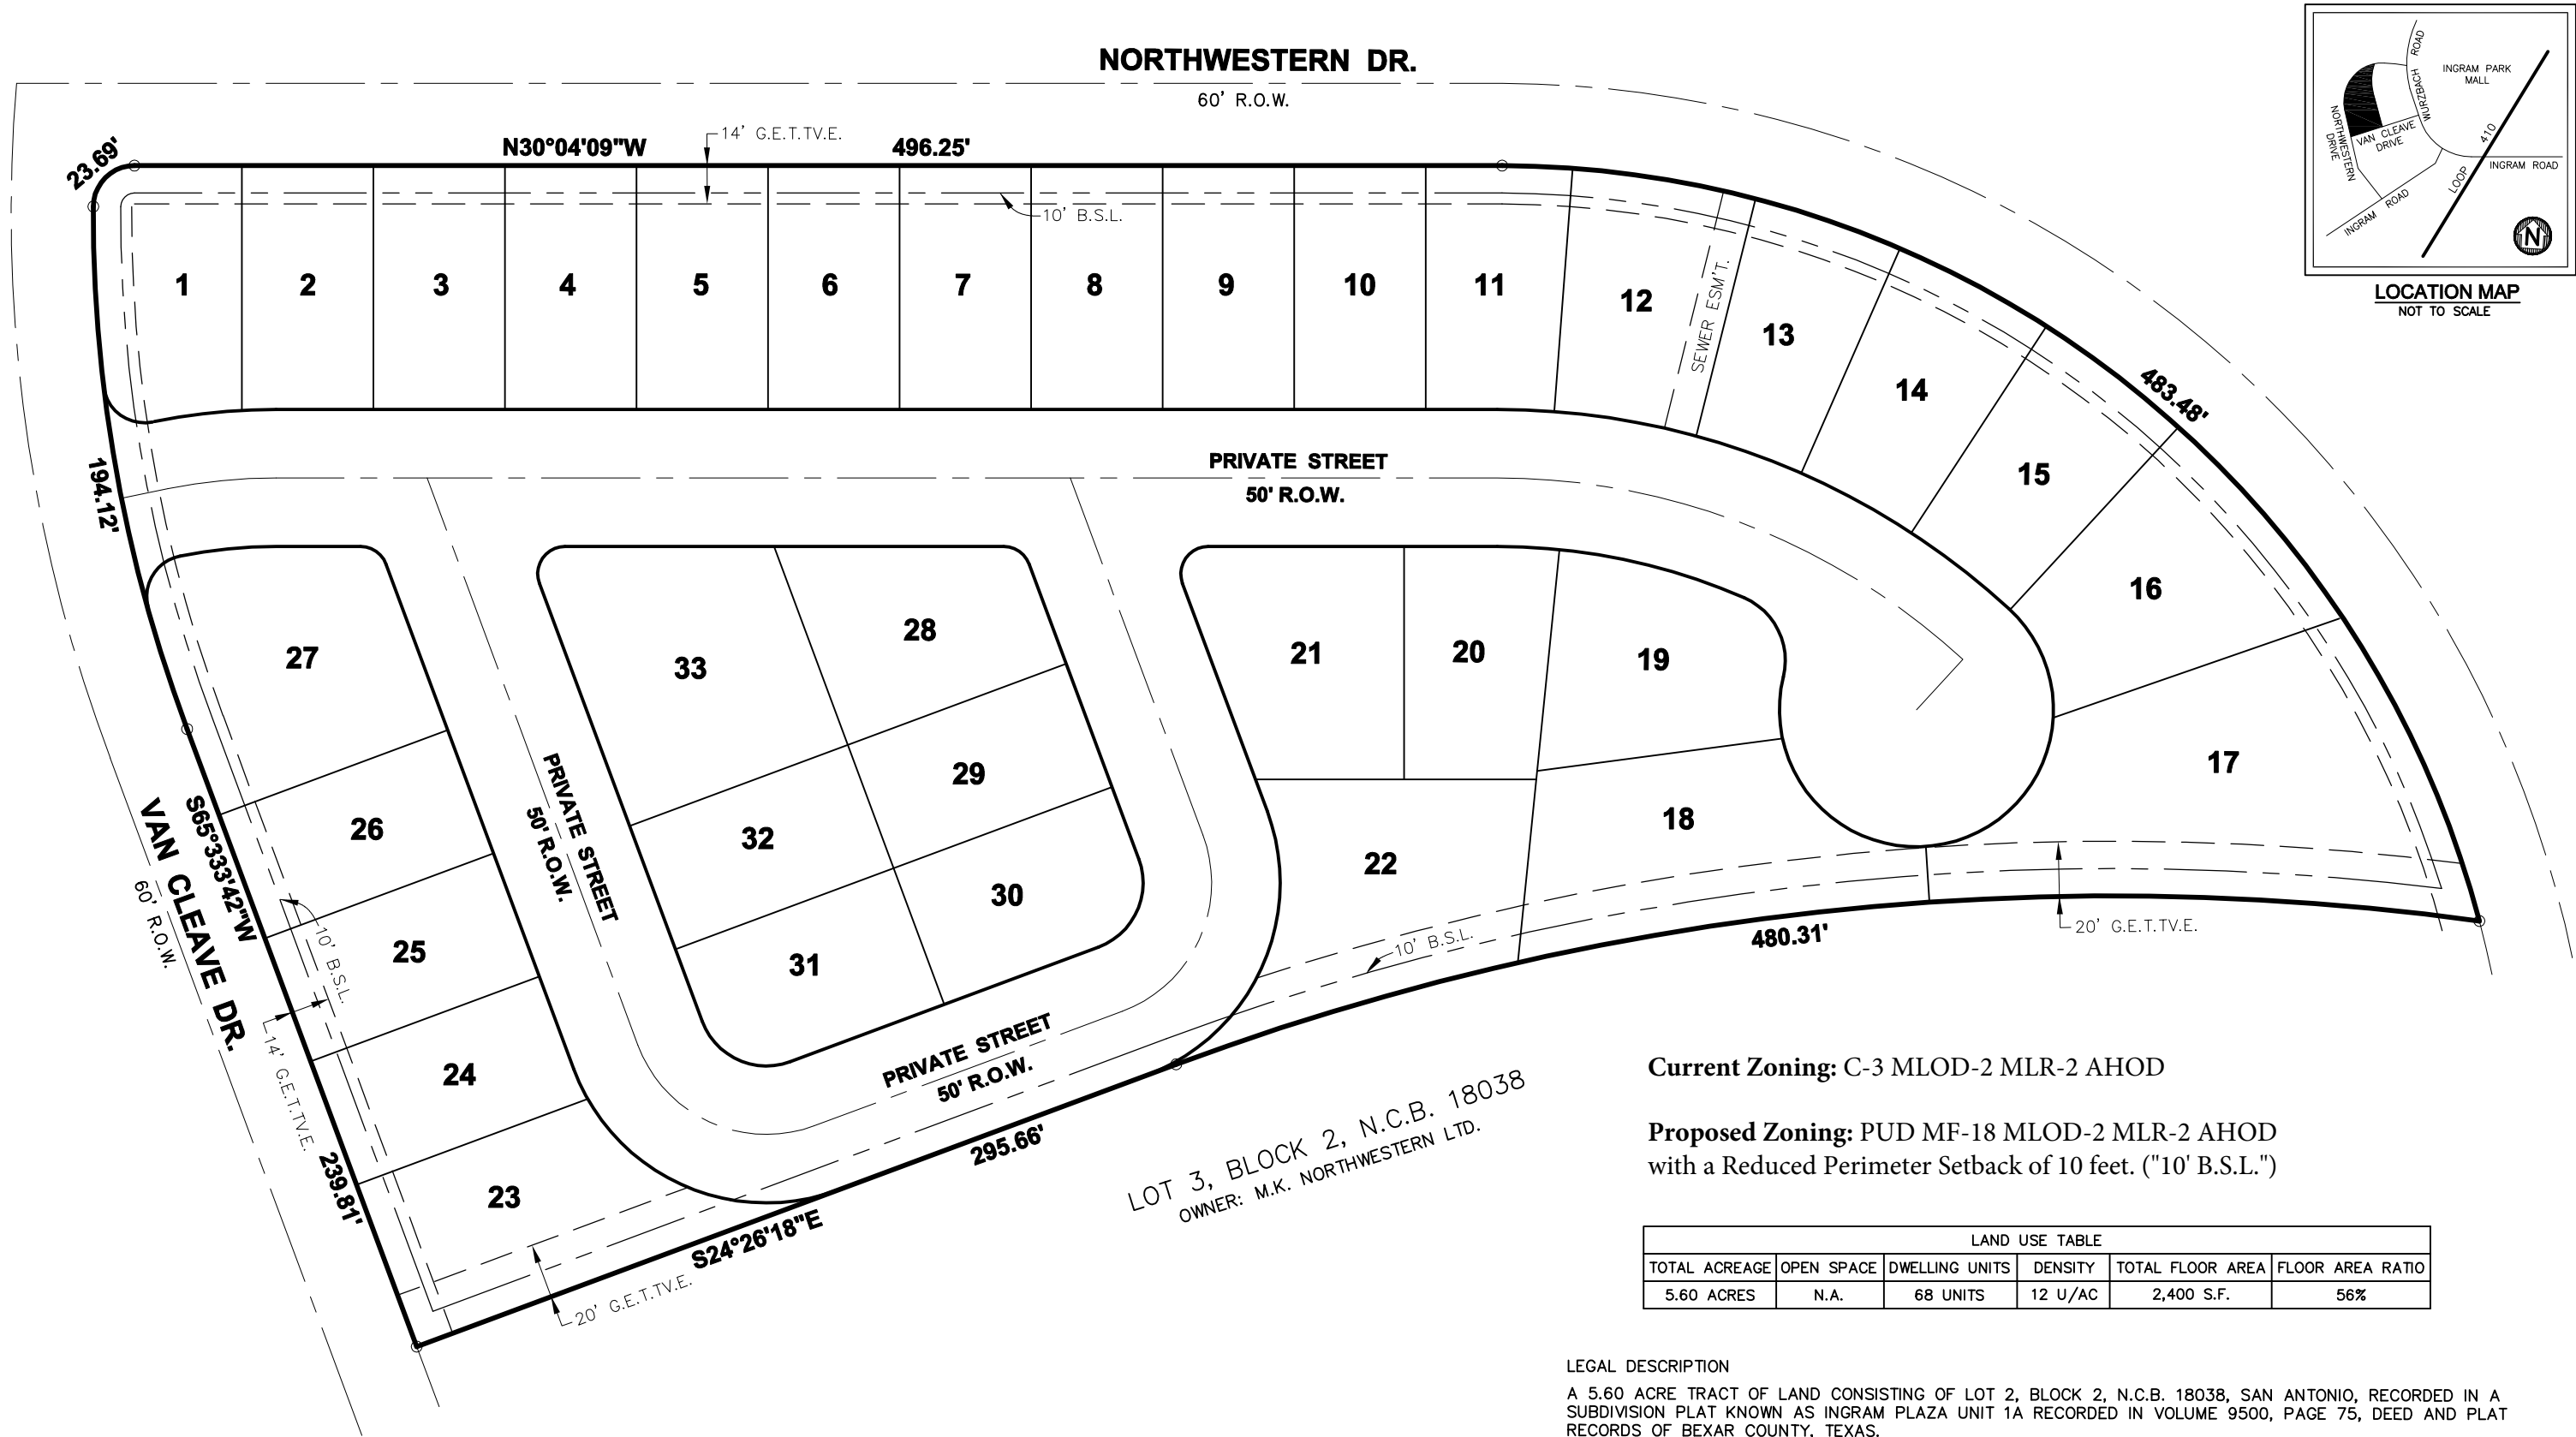 NORTHWESTERN DR.
60' R.O.W.
23.69'
N30°04'09"W
14' G.E.T.TV.E.
496.25'
10' B.S.L.
1
2
3
4
5
6
7
8
9
10
11
12
SEWER ESM'T.
13
14
15
16
17
483.48'
194.12'
PRIVATE STREET
50' R.O.W.
27
26
25
24
23
33
28
32
29
31
30
21
20
19
22
18
PRIVATE STREET
50' R.O.W.
PRIVATE STREET
50' R.O.W.
VAN CLEAVE DR.
60' R.O.W.
S65°333'42"W
10' B.S.L.
14' G.E.T.TV.E.
239.81'
10' B.S.L.
480.31'
20' G.E.T.TV.E.
295.66'
S24°26'18"E
20' G.E.T.TV.E.
LOT 3, BLOCK 2, N.C.B. 18038
OWNER: M.K. NORTHWESTERN LTD.
WURZBACH ROAD
INGRAM PARK
MALL
NORTHWESTERN
DRIVE
VAN CLEAVE
DRIVE
LOOP 410
INGRAM ROAD
INGRAM ROAD
N
LOCATION MAP
NOT TO SCALE
Current Zoning: C-3 MLOD-2 MLR-2 AHOD
Proposed Zoning: PUD MF-18 MLOD-2 MLR-2 AHOD
with a Reduced Perimeter Setback of 10 feet. ("10' B.S.L.")
LAND USE TABLE
TOTAL ACREAGE OPEN SPACE DWELLING UNITS DENSITY TOTAL FLOOR AREA FLOOR AREA RATIO
5.60 ACRES N.A. 68 UNITS 12 U/AC 2,400 S.F. 56%
LEGAL DESCRIPTION
A 5.60 ACRE TRACT OF LAND CONSISTING OF LOT 2, BLOCK 2, N.C.B. 18038, SAN ANTONIO, RECORDED IN A
SUBDIVISION PLAT KNOWN AS INGRAM PLAZA UNIT 1A RECORDED IN VOLUME 9500, PAGE 75, DEED AND PLAT
RECORDS OF BEXAR COUNTY, TEXAS.